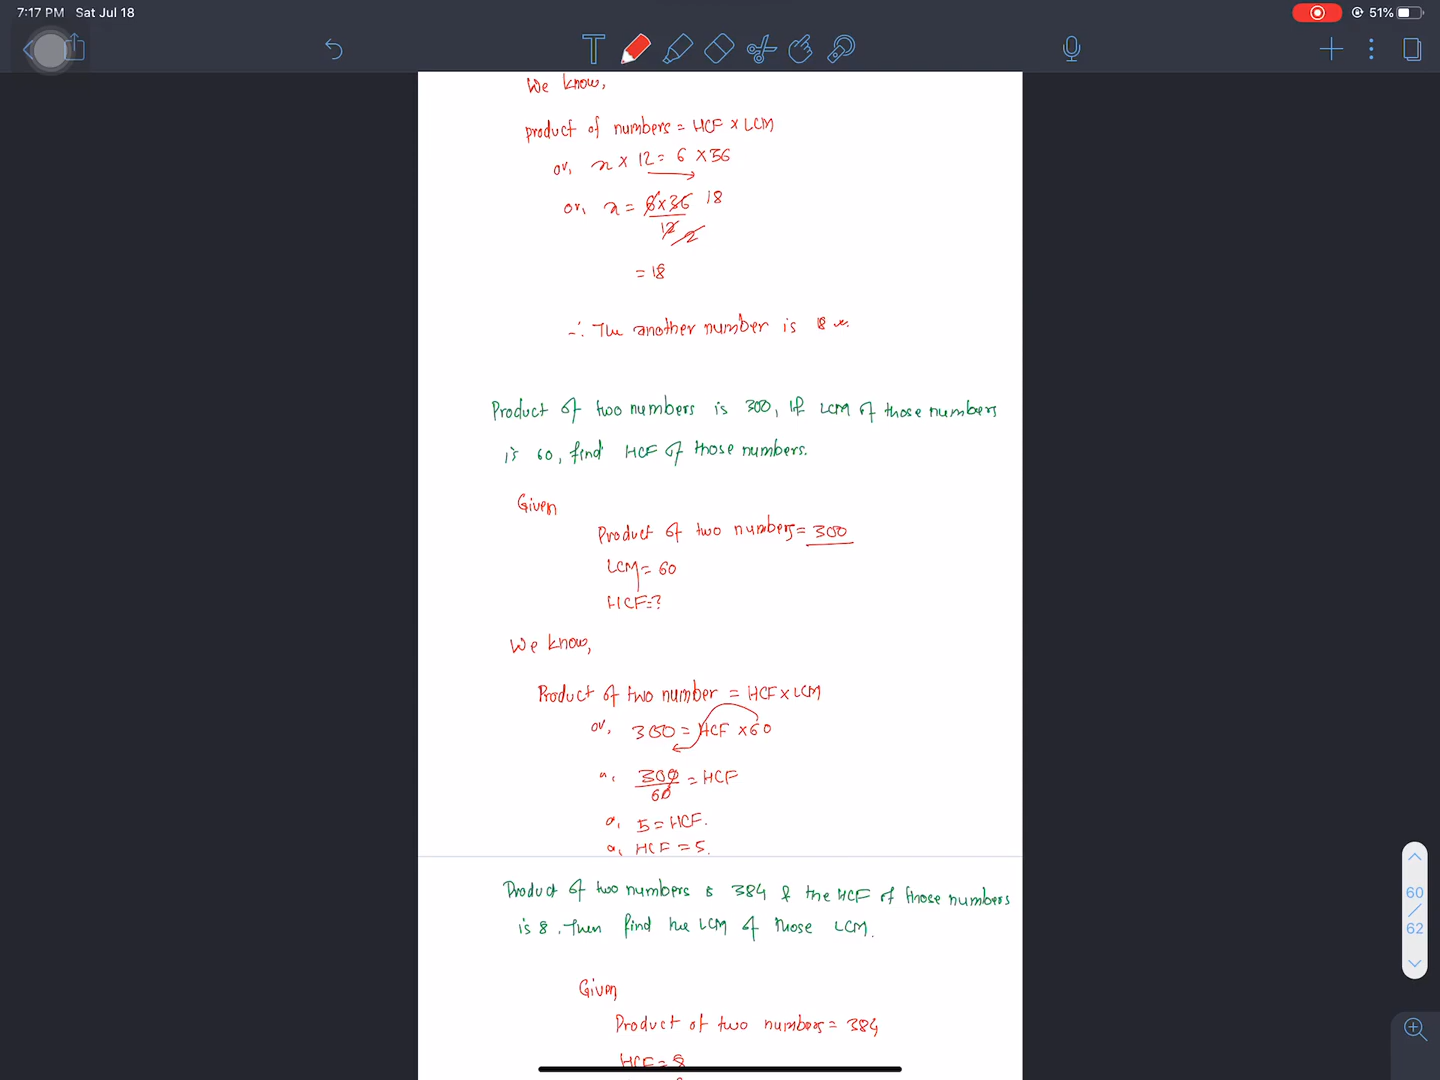 7:17 PM Sat Jul 18
51%
We know,
product of numbers = HCF × LCM
or, x × 12 = 6 × 36
or, x = 6×36 18
12 2
= 18
∴ The another number is 18
Product of two numbers is 300, If LCM of those numbers
is 60, find HCF of those numbers.
Given
Product of two numbers = 300
LCM = 60
HCF = ?
We know,
Product of two number = HCF × LCM
or, 300 = HCF × 60
or, 300 = HCF
60
or, 5 = HCF.
or, HCF = 5.
Product of two numbers is 384 & the HCF of those numbers
is 8, Then find the LCM of those LCM.
Given
Product of two numbers = 384
HCF = 8
60
62